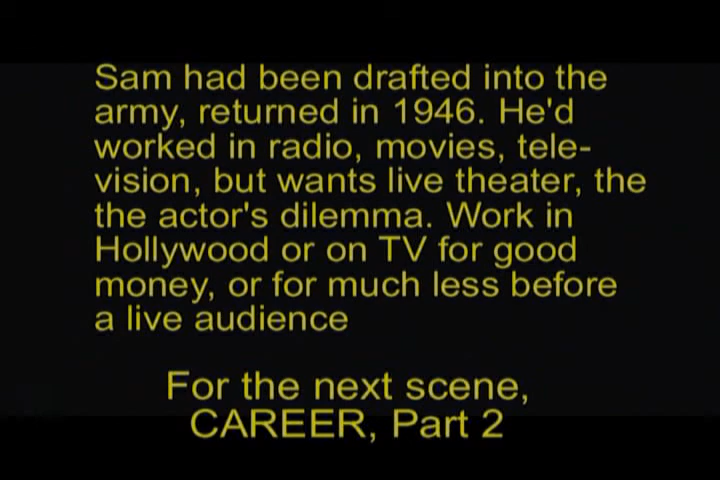 Sam had been drafted into the
army, returned in 1946. He'd
worked in radio, movies, tele-
vision, but wants live theater, the
the actor's dilemma. Work in
Hollywood or on TV for good
money, or for much less before
a live audience
For the next scene,
CAREER, Part 2